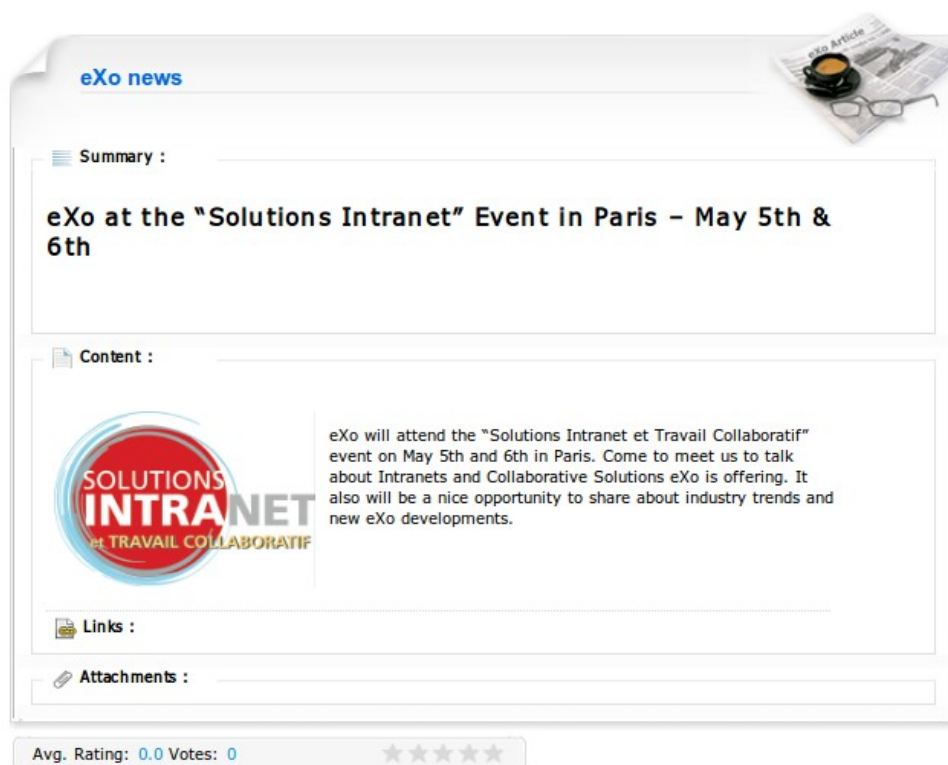 eXo Article
eXo news
Summary :
eXo at the “Solutions Intranet” Event in Paris – May 5th &
6th
Content :
SOLUTIONS
INTRANET
et TRAVAIL COLLABORATIF
eXo will attend the “Solutions Intranet et Travail Collaboratif”
event on May 5th and 6th in Paris. Come to meet us to talk
about Intranets and Collaborative Solutions eXo is offering. It
also will be a nice opportunity to share about industry trends and
new eXo developments.
Links :
Attachments :
Avg. Rating: 0.0 Votes: 0